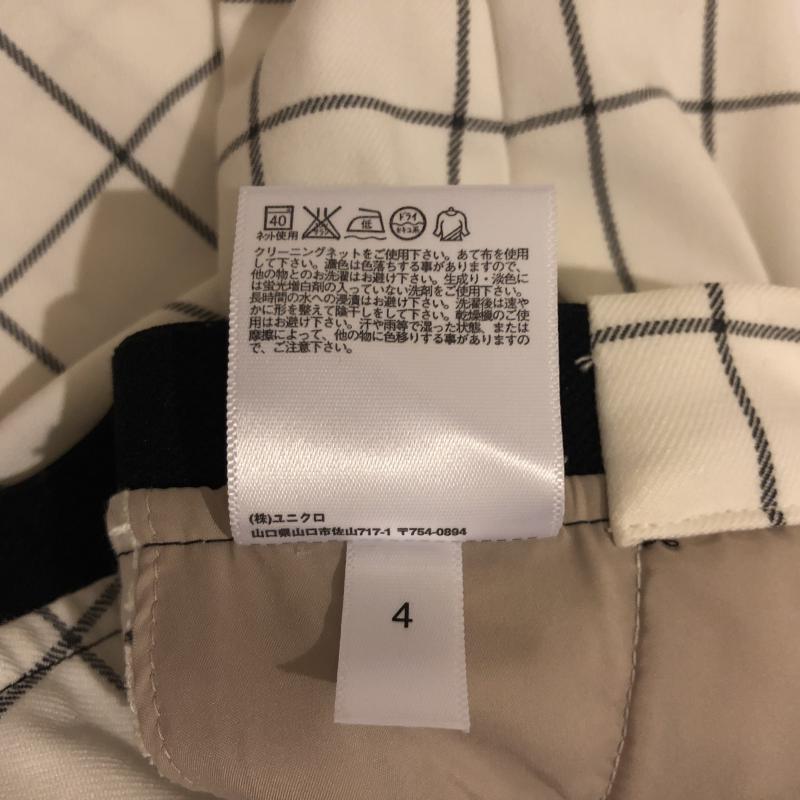 40
エンソ サラシ
低
ドライ
セキユ系
ネット使用
クリーニングネットをご使用下さい。あて布を使用
して下さい。濃色は色落ちする事がありますので、
他の物とのお洗濯はお避け下さい。生成り・淡色に
は蛍光増白剤の入っていない洗剤をご使用下さい。
長時間の水への浸漬はお避け下さい。洗濯後は速や
かに形を整えて陰干しをして下さい。乾燥機のご使
用はお避け下さい。汗や雨等で湿った状態、または
摩擦によって、他の物に色移りする事がありますの
で、ご注意下さい。
(株)ユニクロ
山口県山口市佐山717-1 〒754-0894
4